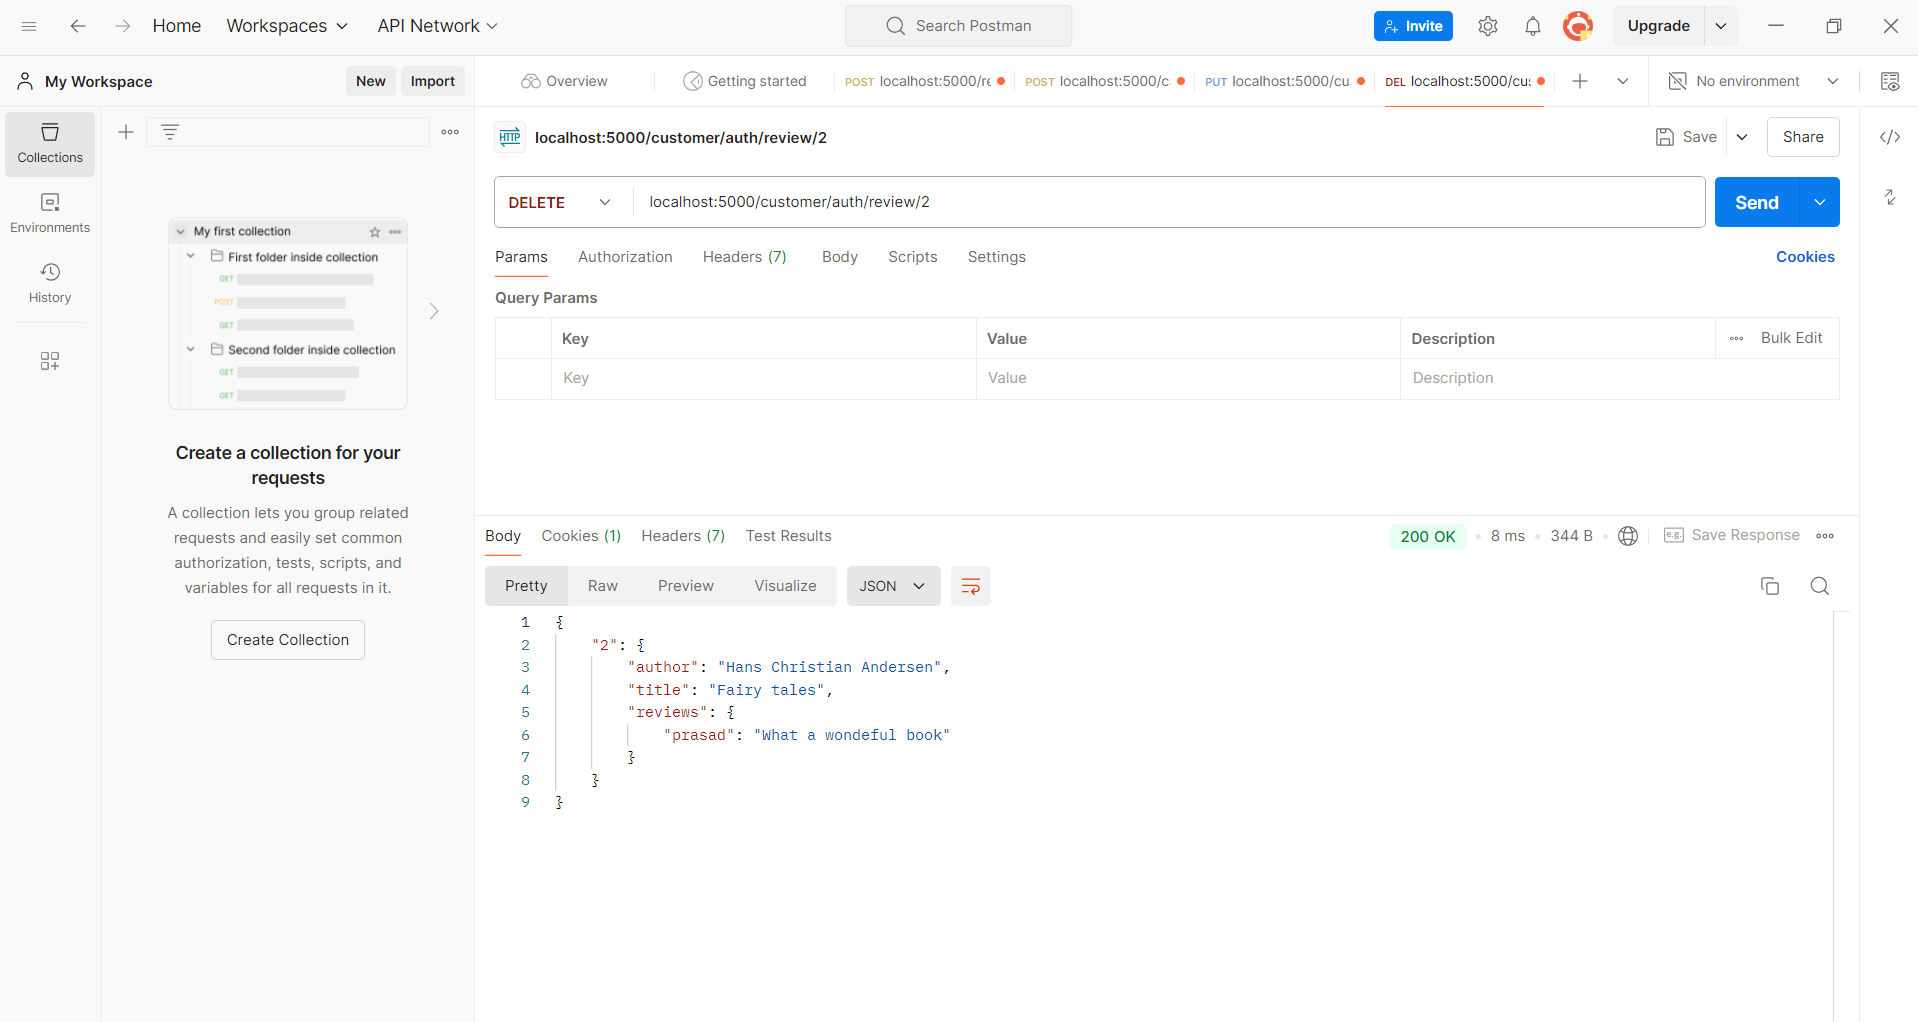 Home Workspaces API Network Search Postman Invite Upgrade
My Workspace New Import Overview Getting started POST localhost:5000/re POST localhost:5000/c PUT localhost:5000/cu DEL localhost:5000/cus No environment
HTTP localhost:5000/customer/auth/review/2 Save Share
Collections
Environments
History
My first collection
First folder inside collection
GET
POST
GET
Second folder inside collection
GET
GET
Create a collection for your
requests
A collection lets you group related
requests and easily set common
authorization, tests, scripts, and
variables for all requests in it.
Create Collection
DELETE localhost:5000/customer/auth/review/2 Send
Params Authorization Headers (7) Body Scripts Settings Cookies
Query Params
Key Value Description Bulk Edit
Key Value Description
Body Cookies (1) Headers (7) Test Results 200 OK 8 ms 344 B e.g. Save Response
Pretty Raw Preview Visualize JSON
1 {
2 "2": {
3 "author": "Hans Christian Andersen",
4 "title": "Fairy tales",
5 "reviews": {
6 "prasad": "What a wondeful book"
7 }
8 }
9 }